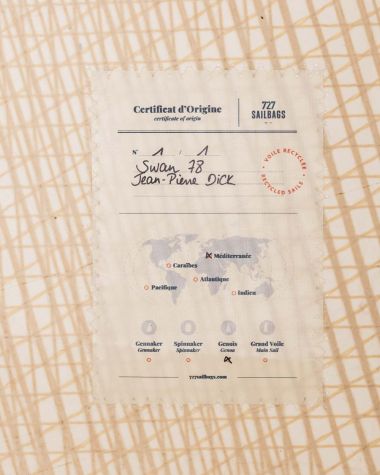 Certificat d'Origine
certificate of origin
727
SAILBAGS
N° 1 / 1
Swan 78
Jean-Pierre DICK
VOILE RECYCLÉE
RECYCLED SAILS
Méditerranée
Caraïbes
Atlantique
Pacifique
Indien
Gennaker Spinnaker Genois Grand Voile
Gennaker Spinnaker Genoa Main Sail
727sailbags.com